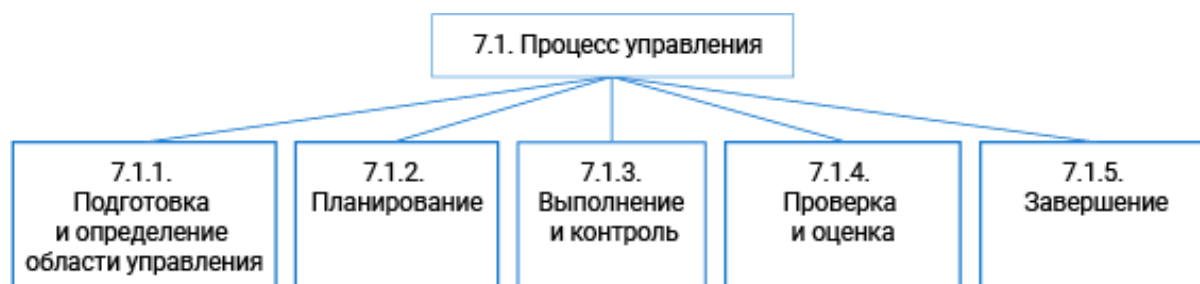 7.1. Процесс управления
7.1.1.
Подготовка
и определение
области управления
7.1.2.
Планирование
7.1.3.
Выполнение
и контроль
7.1.4.
Проверка
и оценка
7.1.5.
Завершение